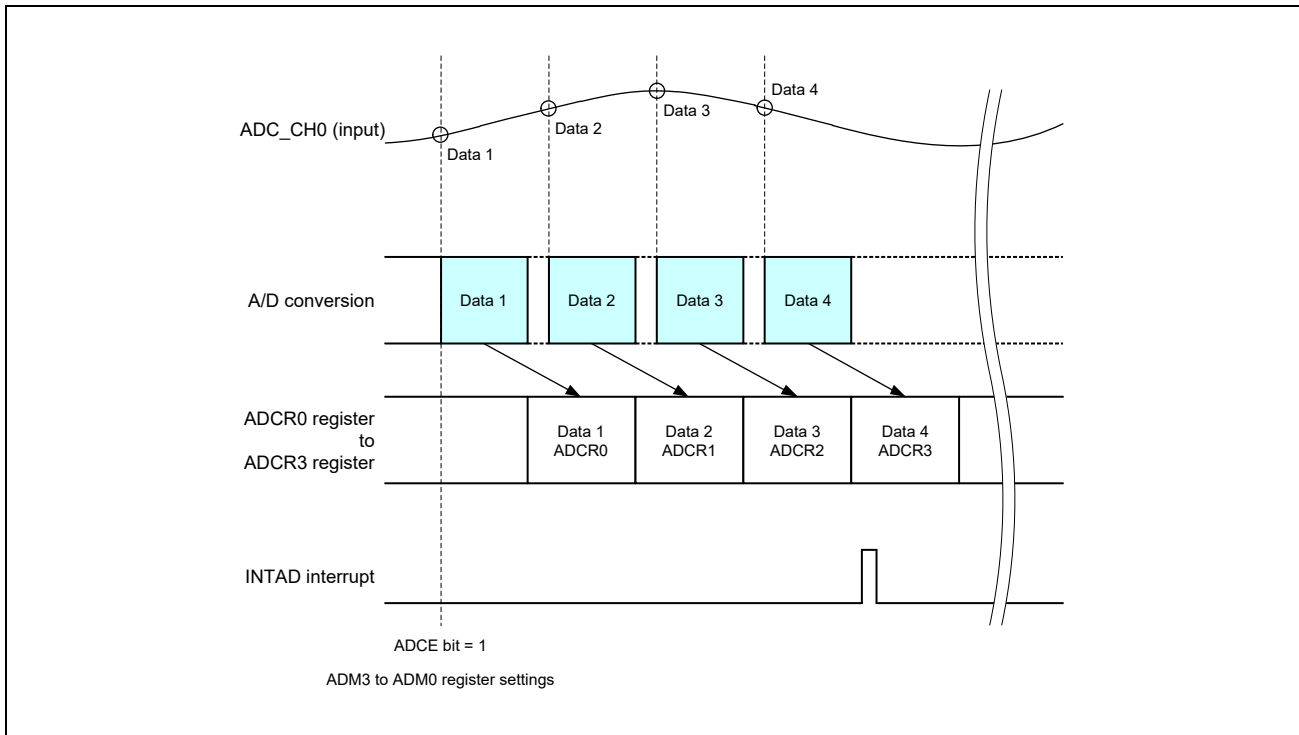 Data 4
Data 3
ADC_CH0 (input)
Data 2
Data 1
A/D conversion
Data 1
Data 2
Data 3
Data 4
ADCR0 register
to
ADCR3 register
Data 1
ADCR0
Data 2
ADCR1
Data 3
ADCR2
Data 4
ADCR3
INTAD interrupt
ADCE bit = 1
ADM3 to ADM0 register settings